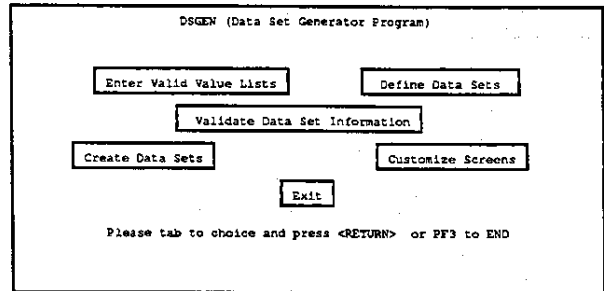 DSGEN (Data Set Generator Program)
Enter Valid Value Lists Define Data Sets
Validate Data Set Information
Create Data Sets Customize Screens
Exit
Please tab to choice and press <RETURN> or PF3 to END